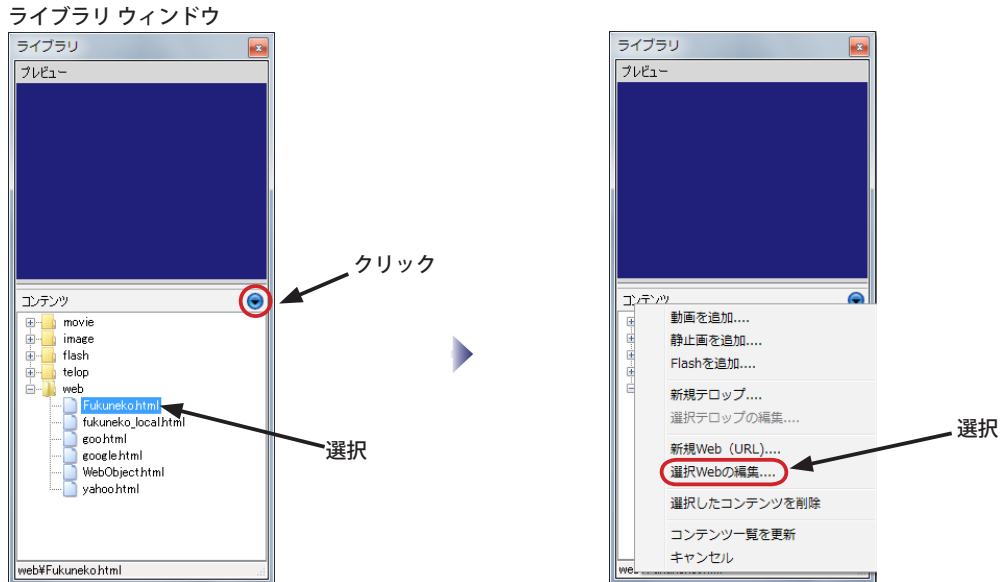 ライブラリ ウィンドウ
ライブラリ
プレビュー
クリック
コンテンツ
movie
image
flash
telop
web
Fukuneko.html
fukuneko_local.html
goo.html
google.html
WebObject.html
yahoo.html
選択
web¥Fukuneko.html
ライブラリ
プレビュー
コンテンツ
動画を追加....
静止画を追加....
Flashを追加....
新規テロップ....
選択テロップの編集....
新規Web（URL)....
選択Webの編集....
選択
選択したコンテンツを削除
コンテンツ一覧を更新
キャンセル